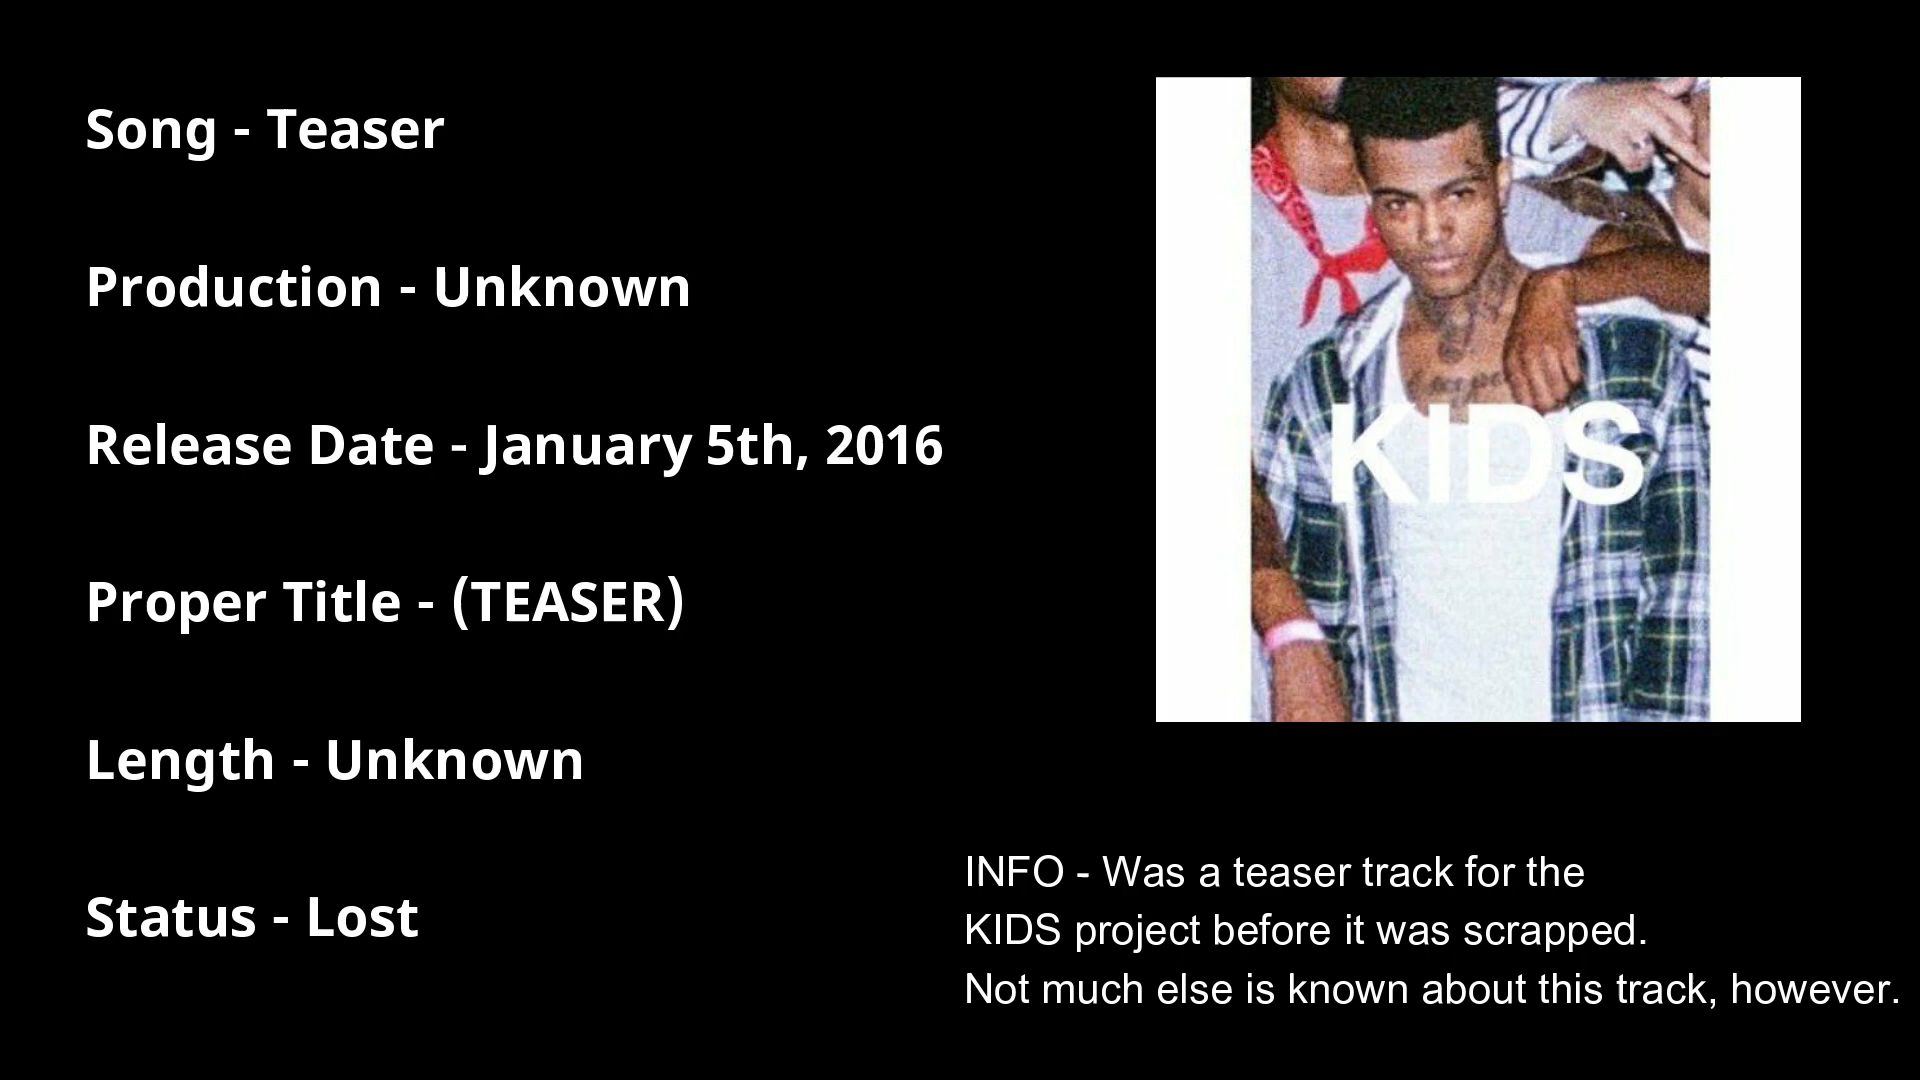 Song - Teaser
Production - Unknown
Release Date - January 5th, 2016
Proper Title - (TEASER)
Length - Unknown
Status - Lost
KIDS
INFO - Was a teaser track for the
KIDS project before it was scrapped.
Not much else is known about this track, however.